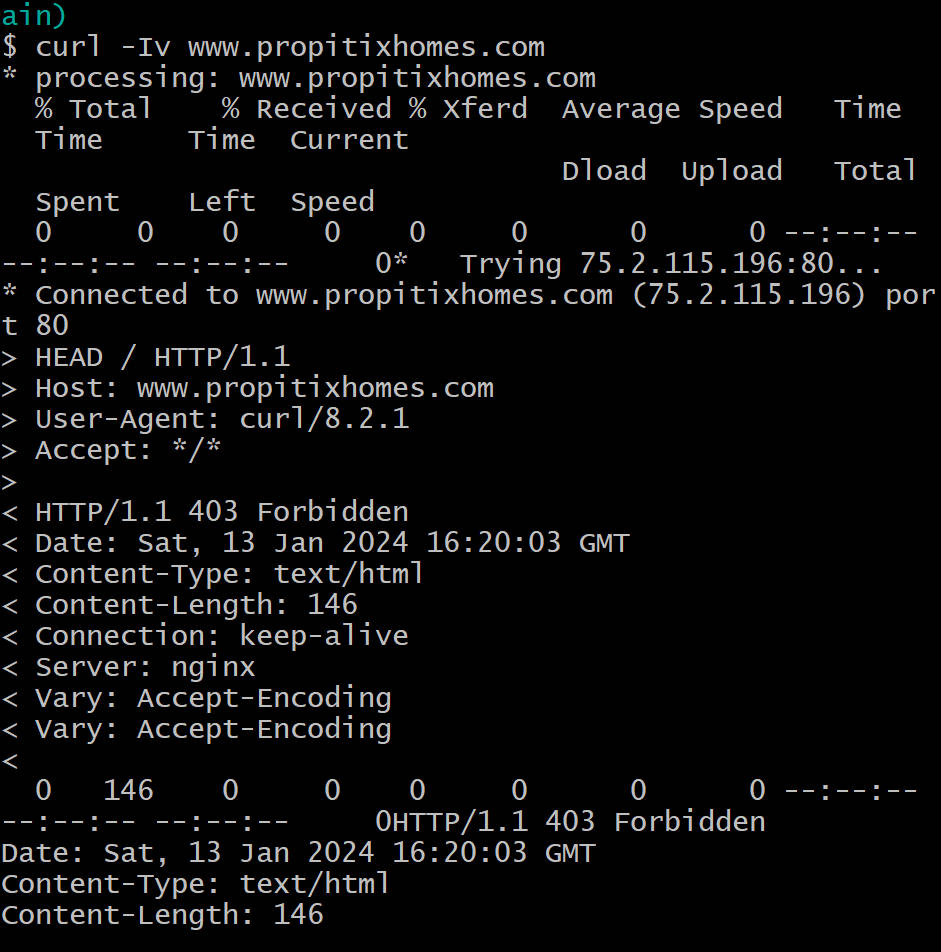 ain)
$ curl -Iv www.propitixhomes.com
* processing: www.propitixhomes.com
  % Total    % Received % Xferd  Average Speed   Time
  Time     Time  Current
                                 Dload  Upload   Total
  Spent    Left  Speed
  0     0    0     0    0     0      0      0 --:--:--
--:--:-- --:--:--     0*   Trying 75.2.115.196:80...
* Connected to www.propitixhomes.com (75.2.115.196) por
t 80
> HEAD / HTTP/1.1
> Host: www.propitixhomes.com
> User-Agent: curl/8.2.1
> Accept: */*
>
< HTTP/1.1 403 Forbidden
< Date: Sat, 13 Jan 2024 16:20:03 GMT
< Content-Type: text/html
< Content-Length: 146
< Connection: keep-alive
< Server: nginx
< Vary: Accept-Encoding
< Vary: Accept-Encoding
<
  0   146    0     0    0     0      0      0 --:--:--
--:--:-- --:--:--     0HTTP/1.1 403 Forbidden
Date: Sat, 13 Jan 2024 16:20:03 GMT
Content-Type: text/html
Content-Length: 146